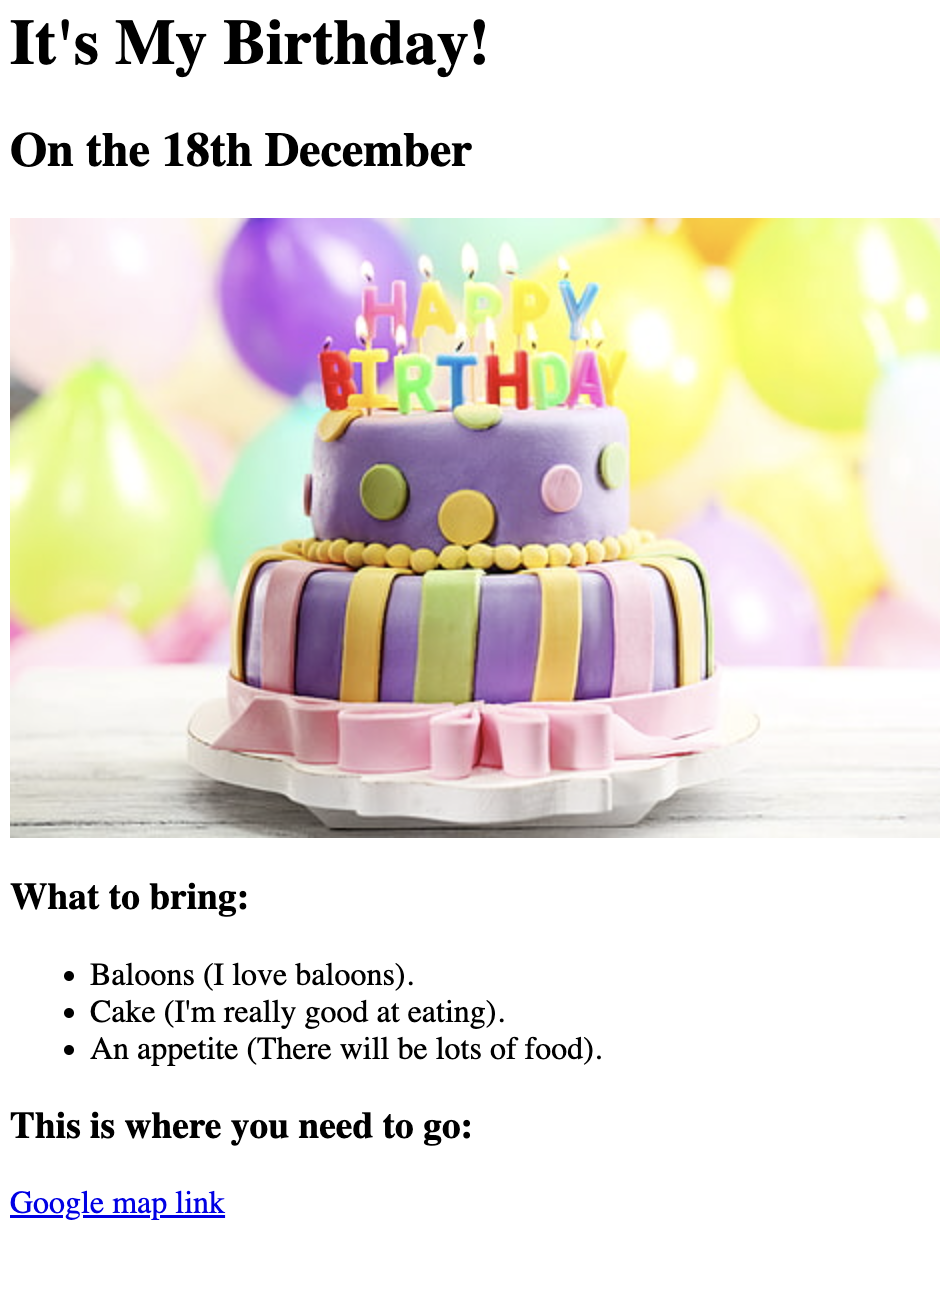 It's My Birthday!
On the 18th December
HAPPY
BIRTHDAY
What to bring:
Baloons (I love baloons).
Cake (I'm really good at eating).
An appetite (There will be lots of food).
This is where you need to go:
Google map link